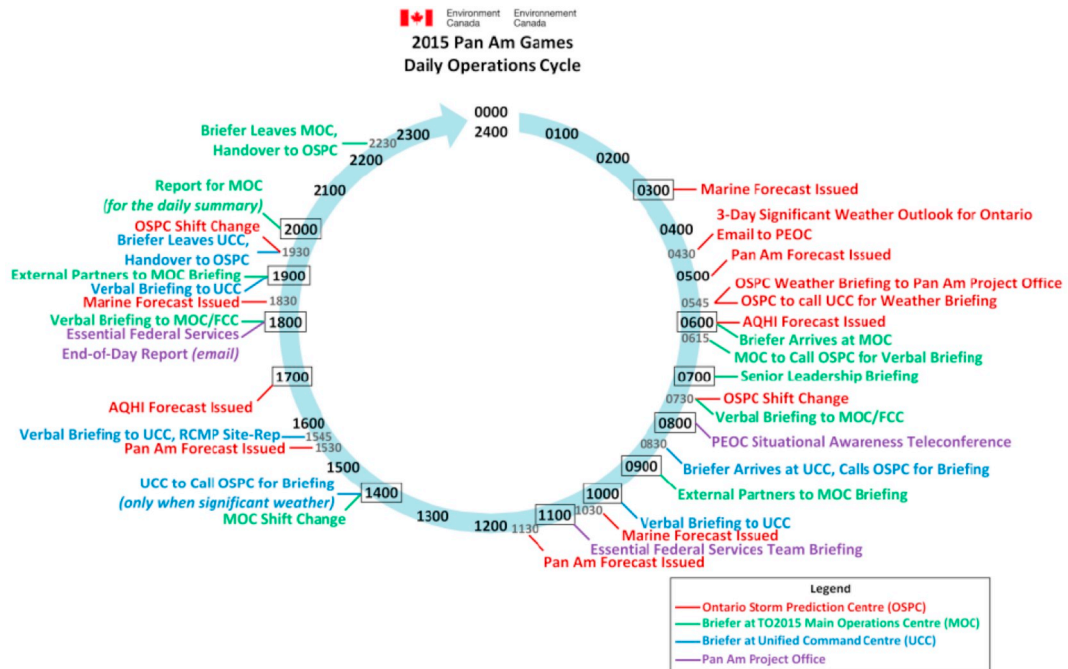 Environment
Canada
Environnement
Canada
2015 Pan Am Games
Daily Operations Cycle
0000
2400
0100
0200
0300
Marine Forecast Issued
0400
3-Day Significant Weather Outlook for Ontario
Email to PEOC
0430
Pan Am Forecast Issued
0500
OSPC Weather Briefing to Pan Am Project Office
0545
OSPC to call UCC for Weather Briefing
0600
AQHI Forecast Issued
Briefer Arrives at MOC
0615
MOC to Call OSPC for Verbal Briefing
0700
Senior Leadership Briefing
0730
OSPC Shift Change
Verbal Briefing to MOC/FCC
0800
PEOC Situational Awareness Teleconference
0830
Briefer Arrives at UCC, Calls OSPC for Briefing
0900
External Partners to MOC Briefing
1000
Verbal Briefing to UCC
1030
Marine Forecast Issued
1100
Essential Federal Services Team Briefing
1130
Pan Am Forecast Issued
1200
1300
1400
UCC to Call OSPC for Briefing
(only when significant weather)
MOC Shift Change
1500
1530
Pan Am Forecast Issued
1545
Verbal Briefing to UCC, RCMP Site-Rep
1600
1700
AQHI Forecast Issued
1800
Verbal Briefing to MOC/FCC
Essential Federal Services
End-of-Day Report (email)
1830
Marine Forecast Issued
1900
External Partners to MOC Briefing
Verbal Briefing to UCC
1930
OSPC Shift Change
Briefer Leaves UCC,
Handover to OSPC
2000
Report for MOC
(for the daily summary)
2100
2200
2230
Briefer Leaves MOC,
Handover to OSPC
2300
Legend
Ontario Storm Prediction Centre (OSPC)
Briefer at TO2015 Main Operations Centre (MOC)
Briefer at Unified Command Centre (UCC)
Pan Am Project Office